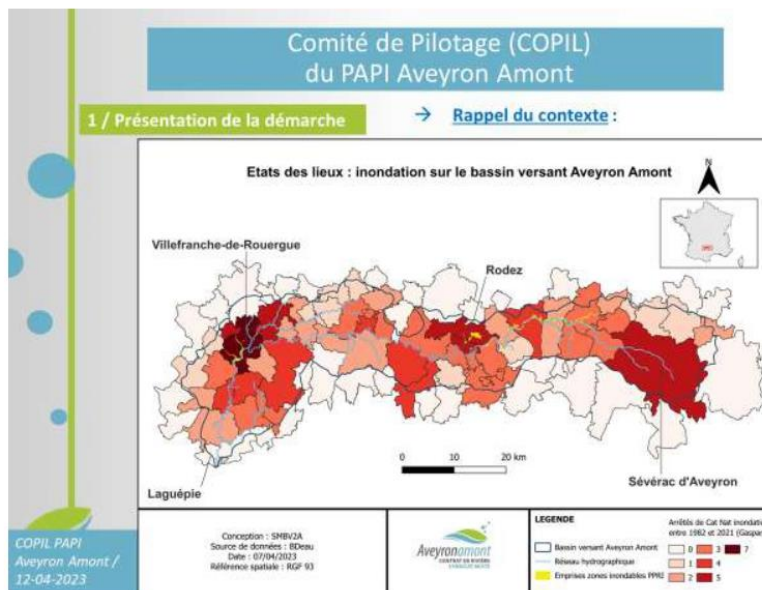 Comité de Pilotage (COPIL)
du PAPI Aveyron Amont
1 / Présentation de la démarche
→ Rappel du contexte :
Etats des lieux : inondation sur le bassin versant Aveyron Amont
N
Villefranche-de-Rouergue
Rodez
0 10 20 km
Laguépie
Sévérac d'Aveyron
COPIL PAPI
Aveyron Amont /
12-04-2023
Conception : SMBV2A
Source de données : BDeau
Date : 07/04/2023
Référence spatiale : RGF 93
Aveyronamont
CONTRAT DE RIVIÈRE
LEGENDE
Bassin versant Aveyron Amont
Réseau hydrographique
Emprises zones inondables PPRI
Arrêtés de Cat Nat inondation
entre 1982 et 2021 (Gaspar)
0 3 7
1 4
2 5